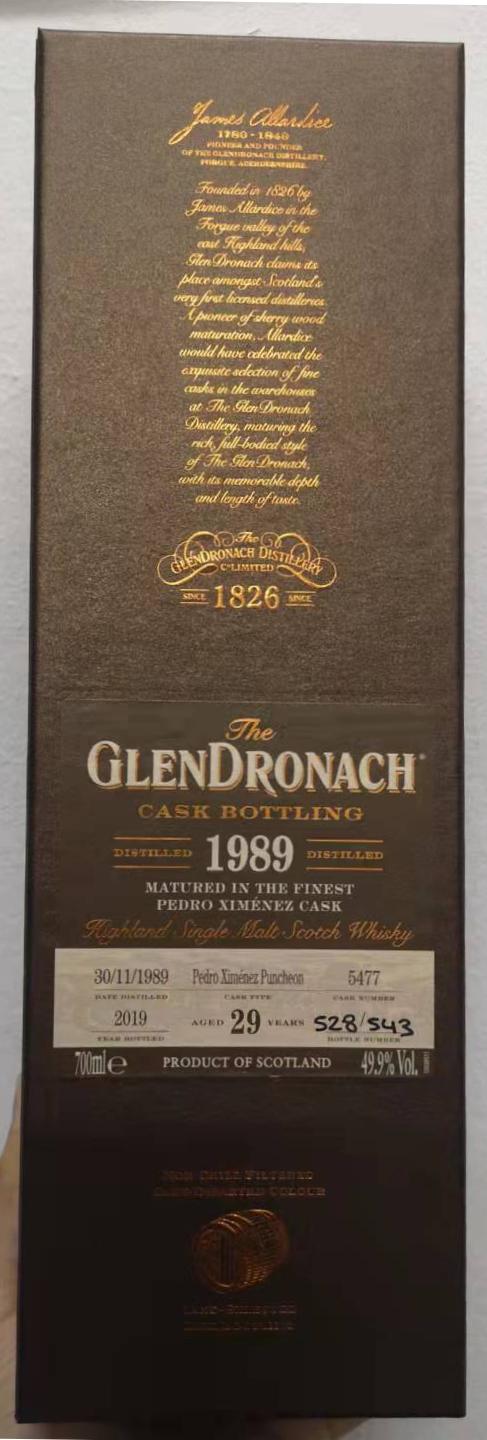 James Allardice
1780-1849
PIONEER AND FOUNDER
OF THE GLENDRONACH DISTILLERY,
FORGUE, ABERDEENSHIRE.
Founded in 1826 by
James Allardice in the
Forgue valley of the
east Highland hills,
GlenDronach claims its
place amongst Scotland's
very first licensed distilleries.
A pioneer of sherry wood
maturation, Allardice
would have celebrated the
exquisite selection of fine
casks in the warehouses
at The GlenDronach
Distillery, maturing the
rich, full-bodied style
of The GlenDronach,
with its memorable depth
and length of taste.
The
GLENDRONACH DISTILLERY
Co LIMITED
SINCE 1826 SINCE
The
GLENDRONACH®
CASK BOTTLING
DISTILLED 1989 DISTILLED
MATURED IN THE FINEST
PEDRO XIMÉNEZ CASK
Highland Single Malt Scotch Whisky
30/11/1989 Pedro Ximénez Puncheon 5477
DATE DISTILLED CASK TYPE CASK NUMBER
2019 AGED 29 YEARS 528/543
YEAR BOTTLED BOTTLE NUMBER
700ml e PRODUCT OF SCOTLAND 49.9% Vol.
NON CHILL FILTERED
COLOUR